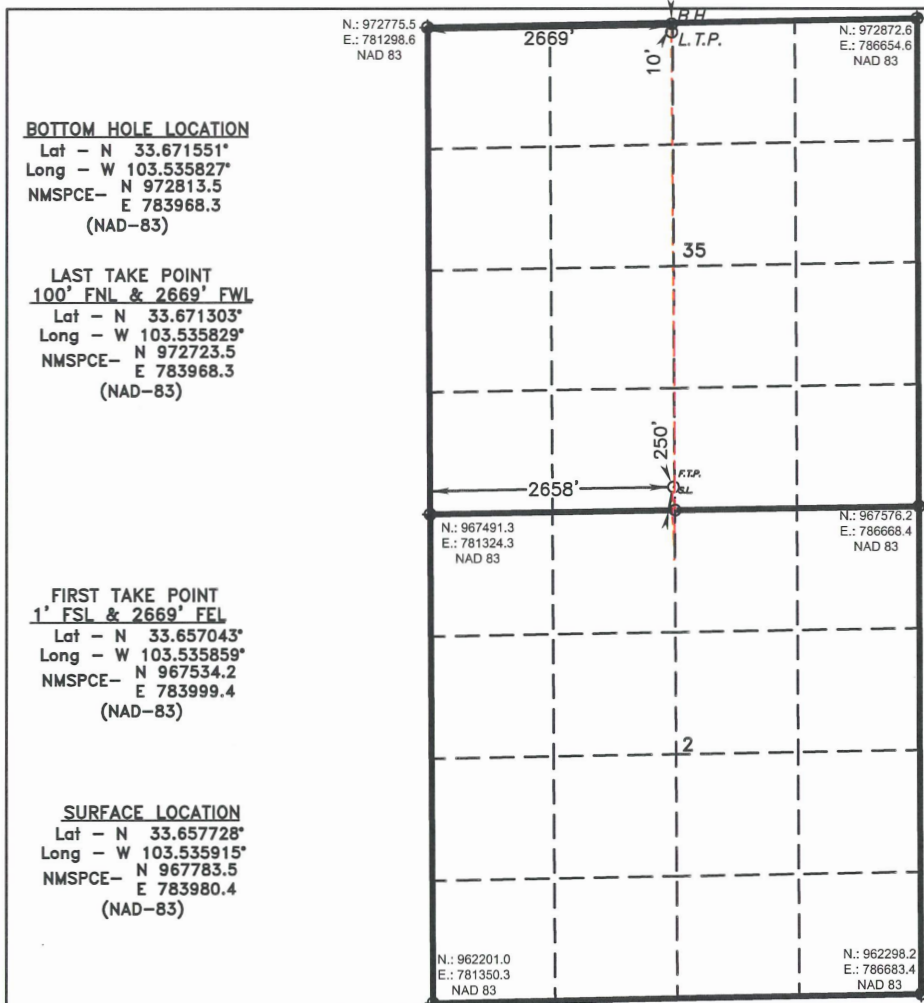 N.: 972775.5
E.: 781298.6
NAD 83
B.H.
L.T.P.
2669'
10'
N.: 972872.6
E.: 786654.6
NAD 83
BOTTOM HOLE LOCATION
Lat - N 33.671551°
Long - W 103.535827°
NMSPCE- N 972813.5
E 783968.3
(NAD-83)
LAST TAKE POINT
100' FNL & 2669' FWL
Lat - N 33.671303°
Long - W 103.535829°
NMSPCE- N 972723.5
E 783968.3
(NAD-83)
35
250'
F.T.P.
S.L.
2658'
N.: 967491.3
E.: 781324.3
NAD 83
N.: 967576.2
E.: 786668.4
NAD 83
FIRST TAKE POINT
1' FSL & 2669' FEL
Lat - N 33.657043°
Long - W 103.535859°
NMSPCE- N 967534.2
E 783999.4
(NAD-83)
2
SURFACE LOCATION
Lat - N 33.657728°
Long - W 103.535915°
NMSPCE- N 967783.5
E 783980.4
(NAD-83)
N.: 962201.0
E.: 781350.3
NAD 83
N.: 962298.2
E.: 786683.4
NAD 83